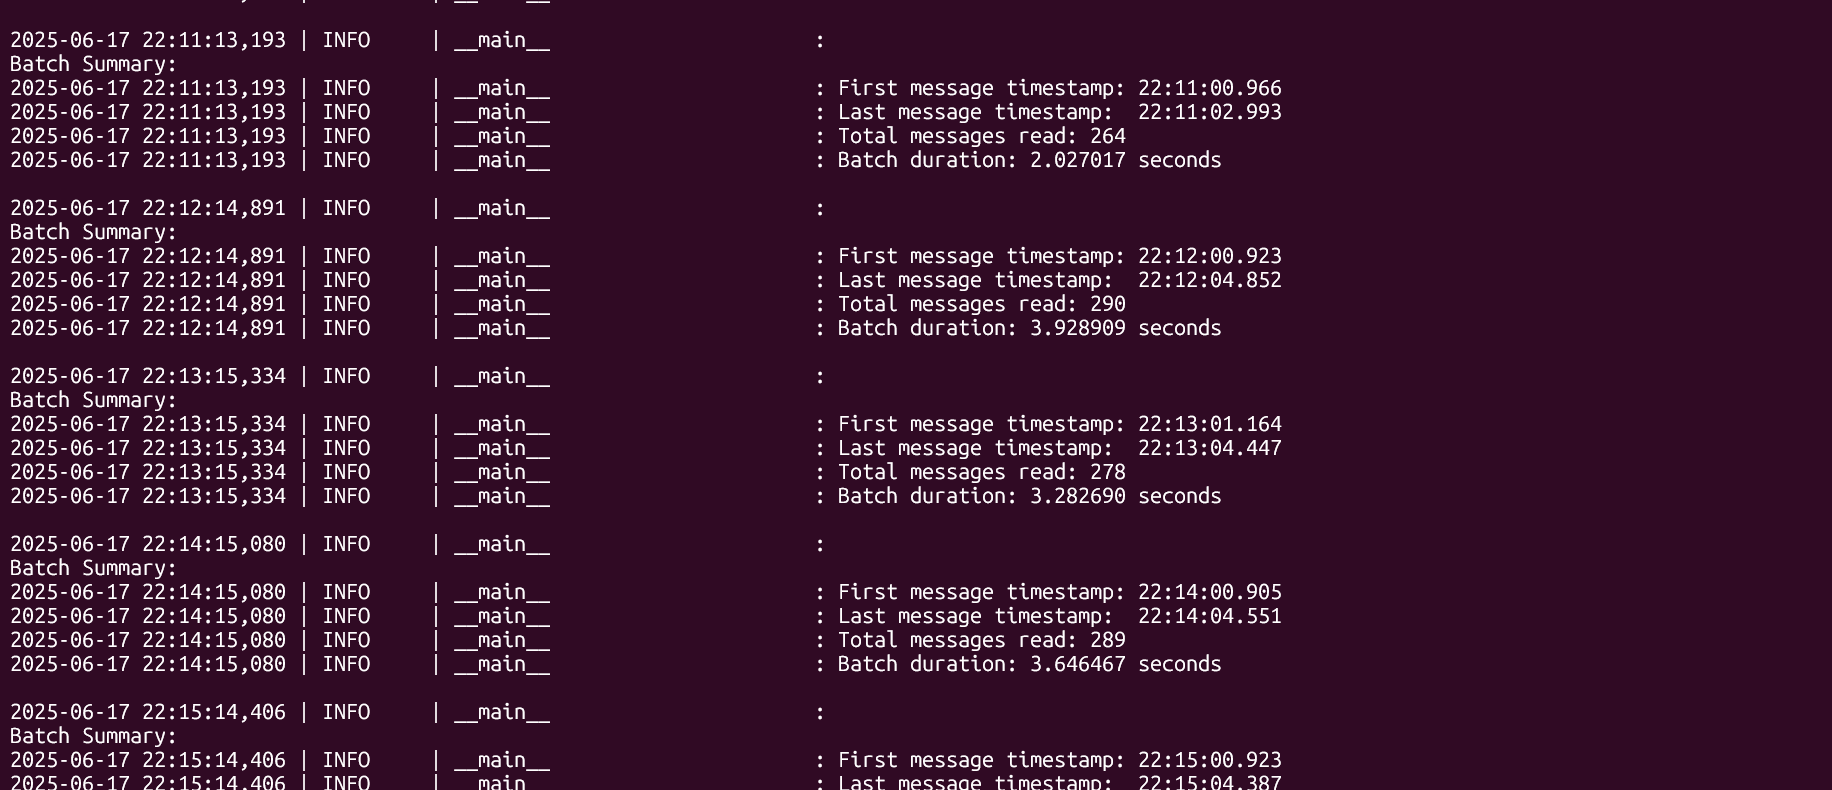 2025-06-17 22:11:13,193 | INFO     | __main__                      :
Batch Summary:
2025-06-17 22:11:13,193 | INFO     | __main__                      : First message timestamp: 22:11:00.966
2025-06-17 22:11:13,193 | INFO     | __main__                      : Last message timestamp:  22:11:02.993
2025-06-17 22:11:13,193 | INFO     | __main__                      : Total messages read: 264
2025-06-17 22:11:13,193 | INFO     | __main__                      : Batch duration: 2.027017 seconds

2025-06-17 22:12:14,891 | INFO     | __main__                      :
Batch Summary:
2025-06-17 22:12:14,891 | INFO     | __main__                      : First message timestamp: 22:12:00.923
2025-06-17 22:12:14,891 | INFO     | __main__                      : Last message timestamp:  22:12:04.852
2025-06-17 22:12:14,891 | INFO     | __main__                      : Total messages read: 290
2025-06-17 22:12:14,891 | INFO     | __main__                      : Batch duration: 3.928909 seconds

2025-06-17 22:13:15,334 | INFO     | __main__                      :
Batch Summary:
2025-06-17 22:13:15,334 | INFO     | __main__                      : First message timestamp: 22:13:01.164
2025-06-17 22:13:15,334 | INFO     | __main__                      : Last message timestamp:  22:13:04.447
2025-06-17 22:13:15,334 | INFO     | __main__                      : Total messages read: 278
2025-06-17 22:13:15,334 | INFO     | __main__                      : Batch duration: 3.282690 seconds

2025-06-17 22:14:15,080 | INFO     | __main__                      :
Batch Summary:
2025-06-17 22:14:15,080 | INFO     | __main__                      : First message timestamp: 22:14:00.905
2025-06-17 22:14:15,080 | INFO     | __main__                      : Last message timestamp:  22:14:04.551
2025-06-17 22:14:15,080 | INFO     | __main__                      : Total messages read: 289
2025-06-17 22:14:15,080 | INFO     | __main__                      : Batch duration: 3.646467 seconds

2025-06-17 22:15:14,406 | INFO     | __main__                      :
Batch Summary:
2025-06-17 22:15:14,406 | INFO     | __main__                      : First message timestamp: 22:15:00.923
2025-06-17 22:15:14,406 | INFO     | __main__                      : Last message timestamp:  22:15:04.387